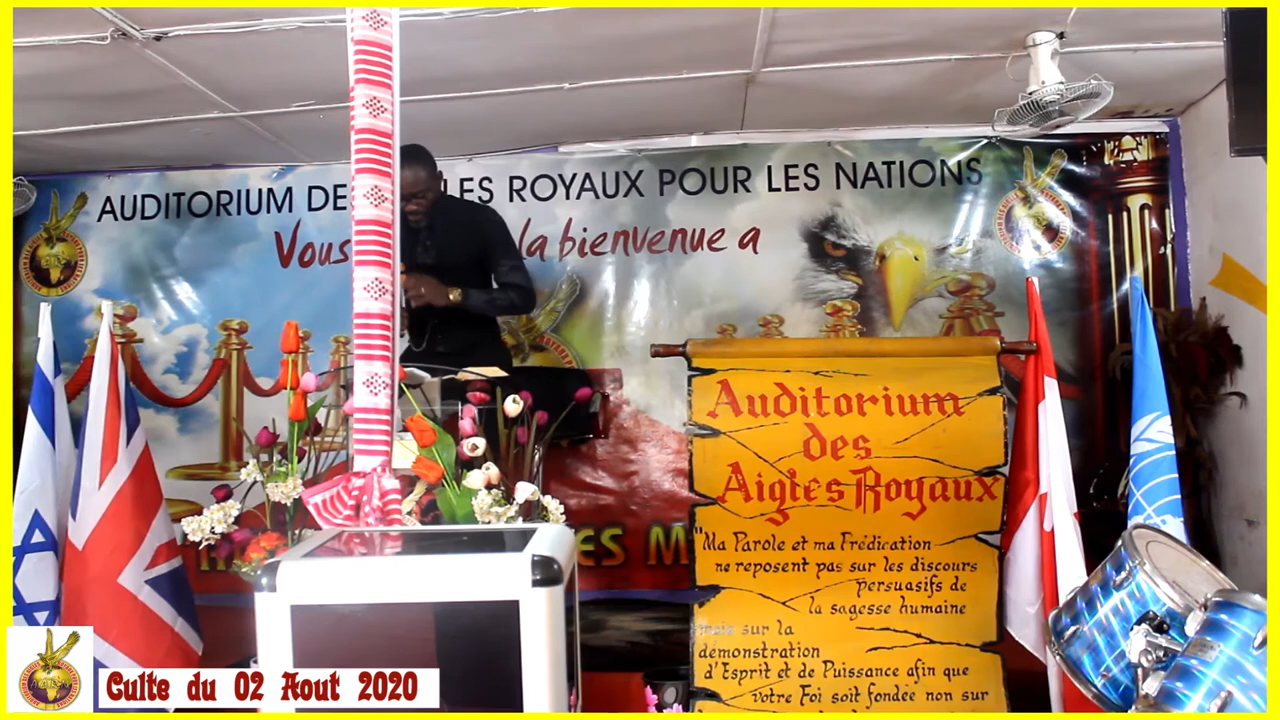 AUDITORIUM DE LES ROYAUX POUR LES NATIONS
Vous la bienvenue a
Auditorium
des
Aigles Royaux
"Ma Parole et ma Prédication
ne reposent pas sur les discours
persuasifs de
la sagesse humaine
mais sur la
démonstration
d'Esprit et de Puissance afin que
votre Foi soit fondée non sur
ES M
Culte du 02 Aout 2020